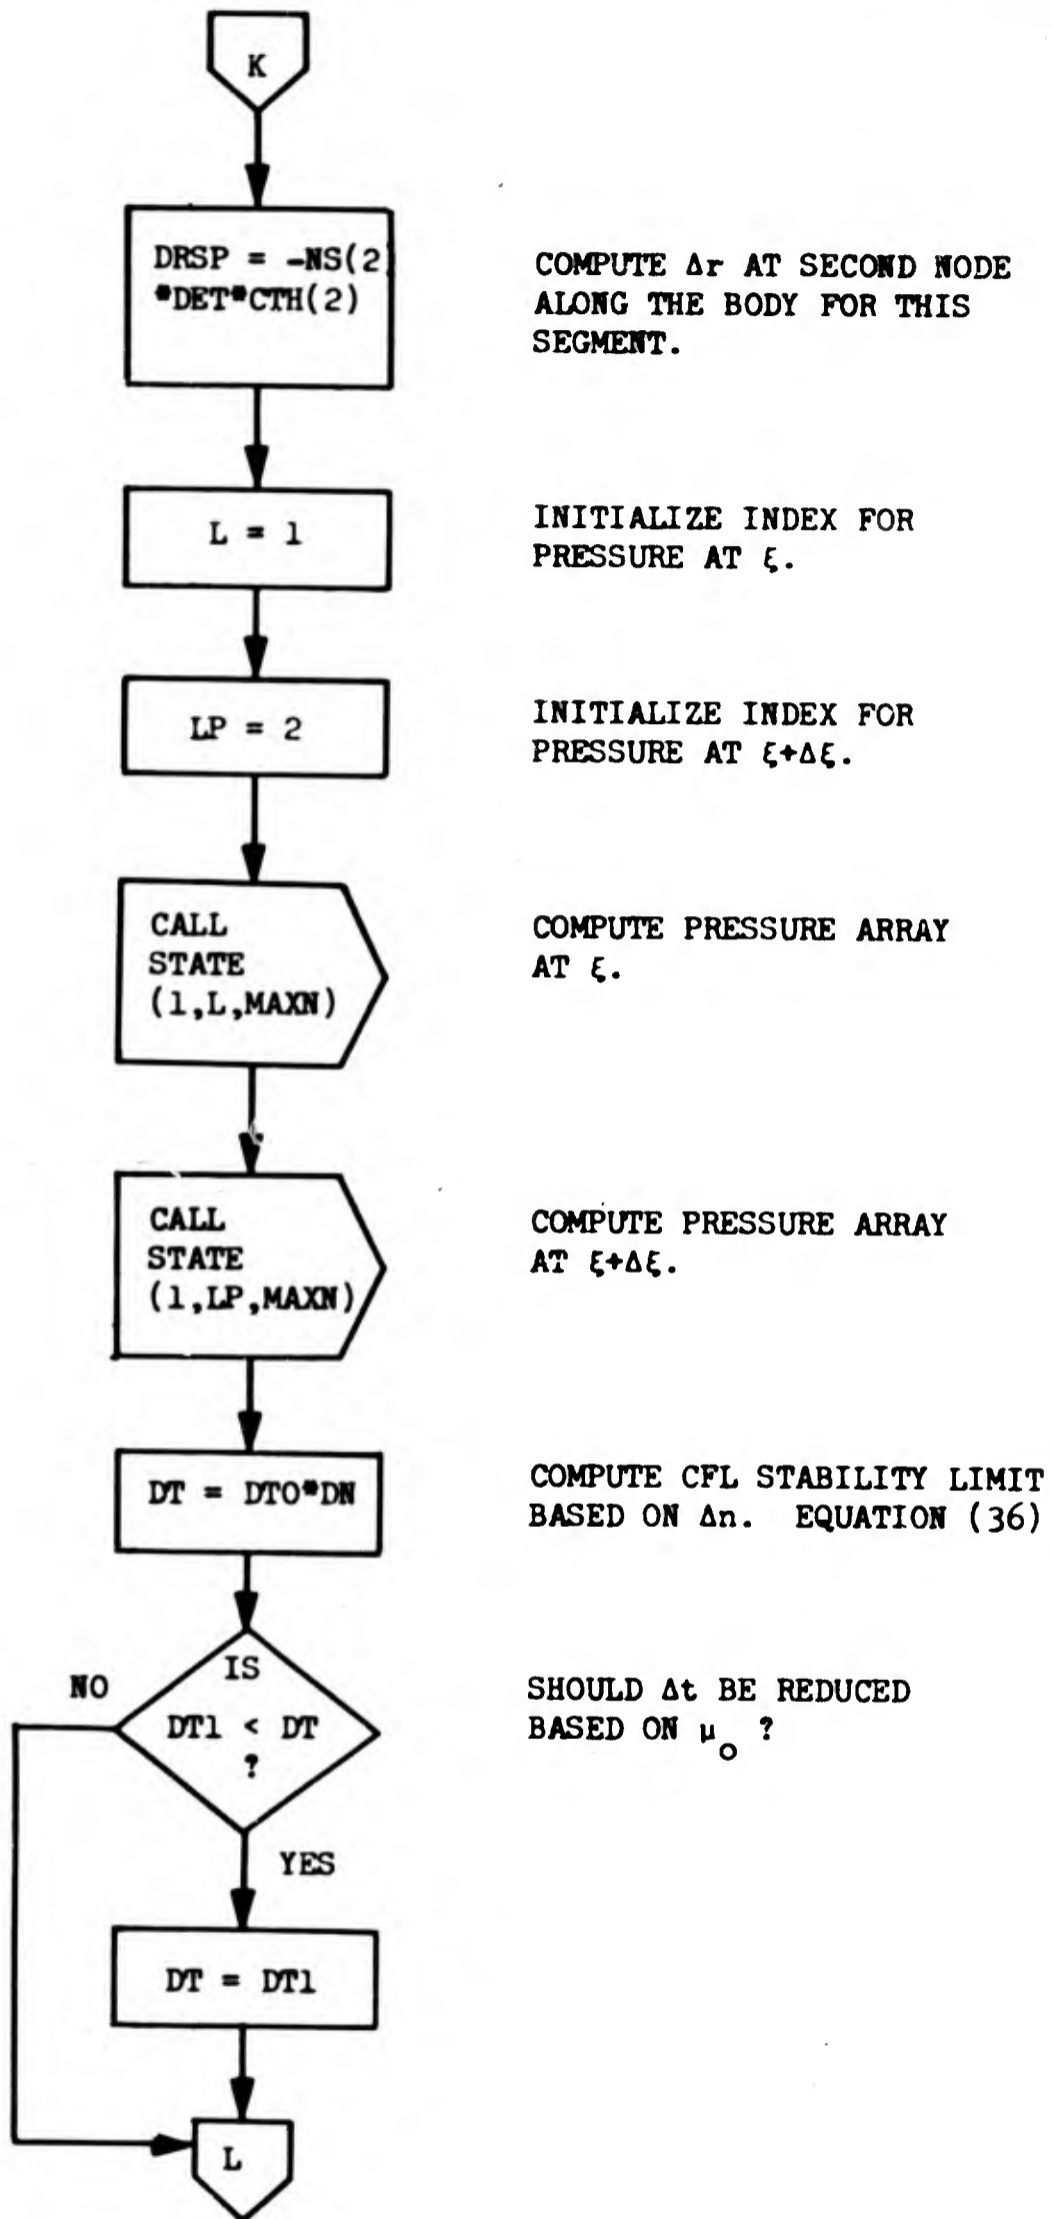 K
DRSP = -NS(2
*DET*CTH(2)
COMPUTE Δr AT SECOND NODE
ALONG THE BODY FOR THIS
SEGMENT.
L = 1
INITIALIZE INDEX FOR
PRESSURE AT ξ.
LP = 2
INITIALIZE INDEX FOR
PRESSURE AT ξ+Δξ.
CALL
STATE
(1,L,MAXN)
COMPUTE PRESSURE ARRAY
AT ξ.
CALL
STATE
(1,LP,MAXN)
COMPUTE PRESSURE ARRAY
AT ξ+Δξ.
DT = DTO*DN
COMPUTE CFL STABILITY LIMIT
BASED ON Δn. EQUATION (36)
NO
IS
DT1 < DT
?
SHOULD Δt BE REDUCED
BASED ON μo ?
YES
DT = DT1
L